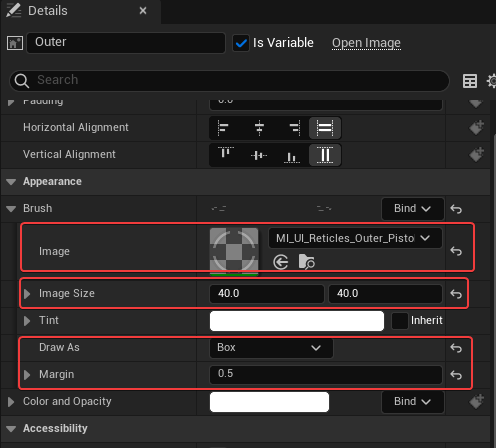 Details
Outer
Is Variable
Open Image
Search
Padding
0.0
Horizontal Alignment
Vertical Alignment
Appearance
Brush
Bind
Image
MI_UI_Reticles_Outer_Pisto
Image Size
40.0
40.0
Tint
Inherit
Draw As
Box
Margin
0.5
Color and Opacity
Bind
Accessibility